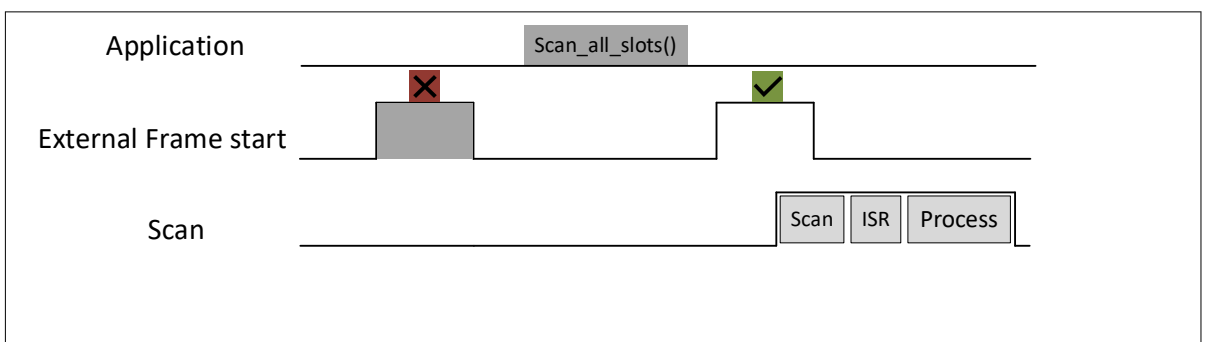 Application
Scan_all_slots()
External Frame start
Scan
Scan
ISR
Process